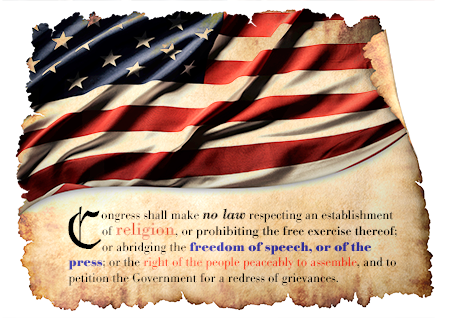 Congress shall make no law respecting an establishment
of religion, or prohibiting the free exercise thereof;
or abridging the freedom of speech, or of the
press; or the right of the people peaceably to assemble, and to
petition the Government for a redress of grievances.